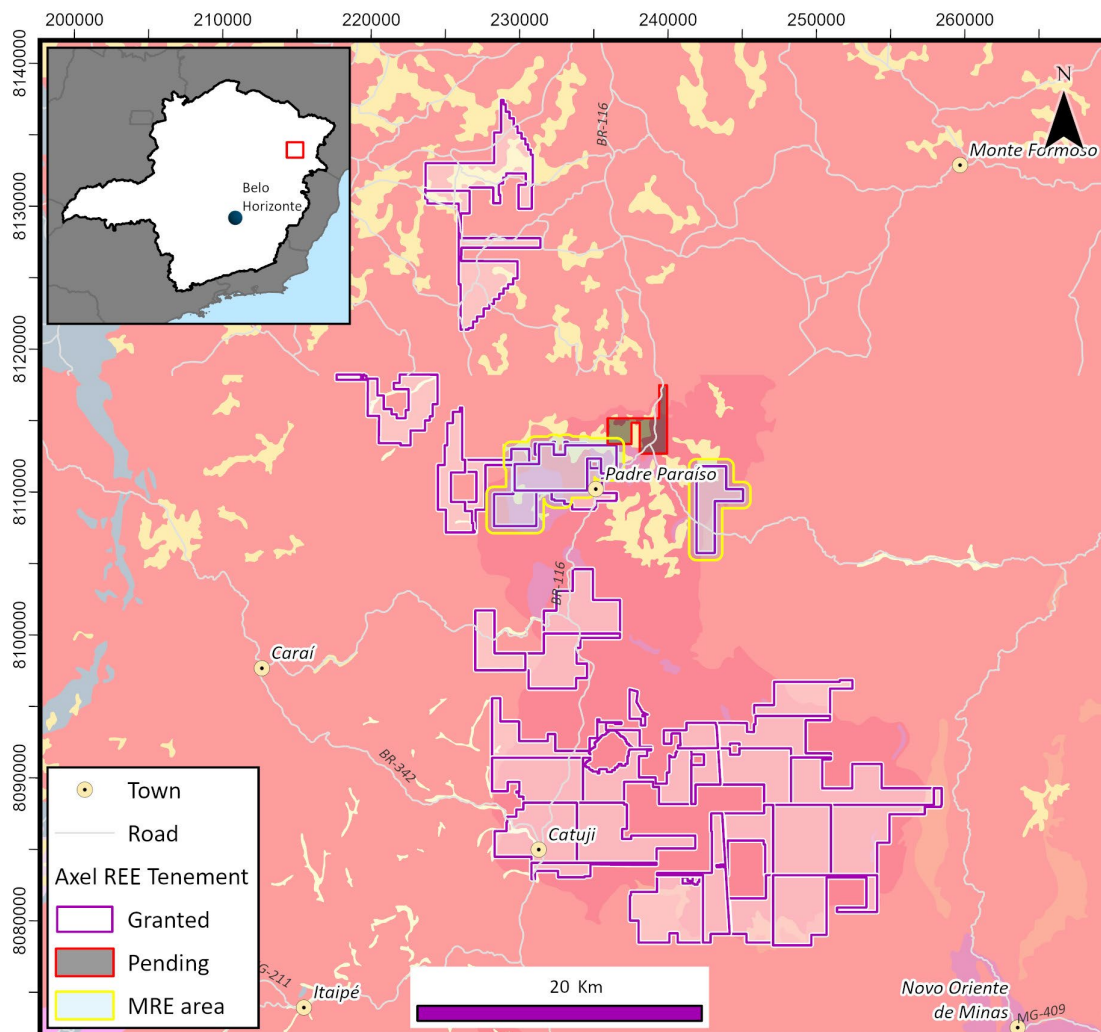 200000 210000 220000 230000 240000 250000 260000
8140000
8130000
8120000
8110000
8100000
8090000
8080000
N
Belo
Horizonte
BR-116
Monte Formoso
Padre Paraíso
BR-116
Caraí
BR-342
Catuji
Town
Road
Axel REE Tenement
Granted
Pending
MRE area
G-211
Itaipé
20 Km
Novo Oriente
de Minas
MG-409